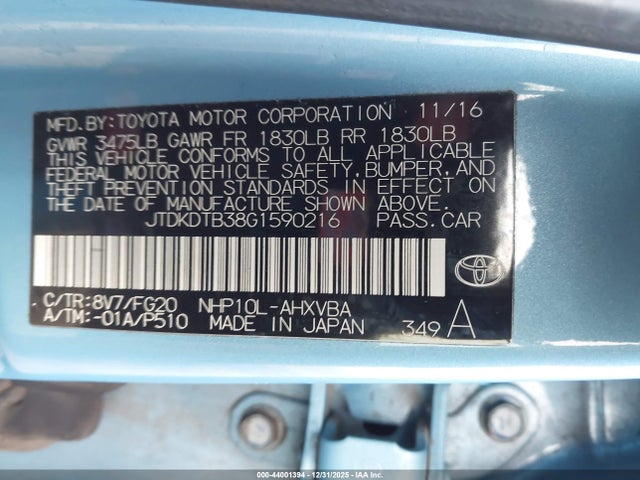 MFD.BY:TOYOTA MOTOR CORPORATION 11/16
GVWR 3475LB GAWR FR 1830LB RR 1830LB
THIS VEHICLE CONFORMS TO ALL APPLICABLE
FEDERAL MOTOR VEHICLE SAFETY,BUMPER,AND
THEFT PREVENTION STANDARDS IN EFFECT ON
THE DATE OF MANUFACTURE SHOWN ABOVE.
JTDKDTB38G1590216 PASS.CAR
C/TR:8V7/FG20 NHP10L-AHXVBA
A/TM:-01A/P510 MADE IN JAPAN 349 A
000-44001394 - 12/31/2025 - IAA Inc.